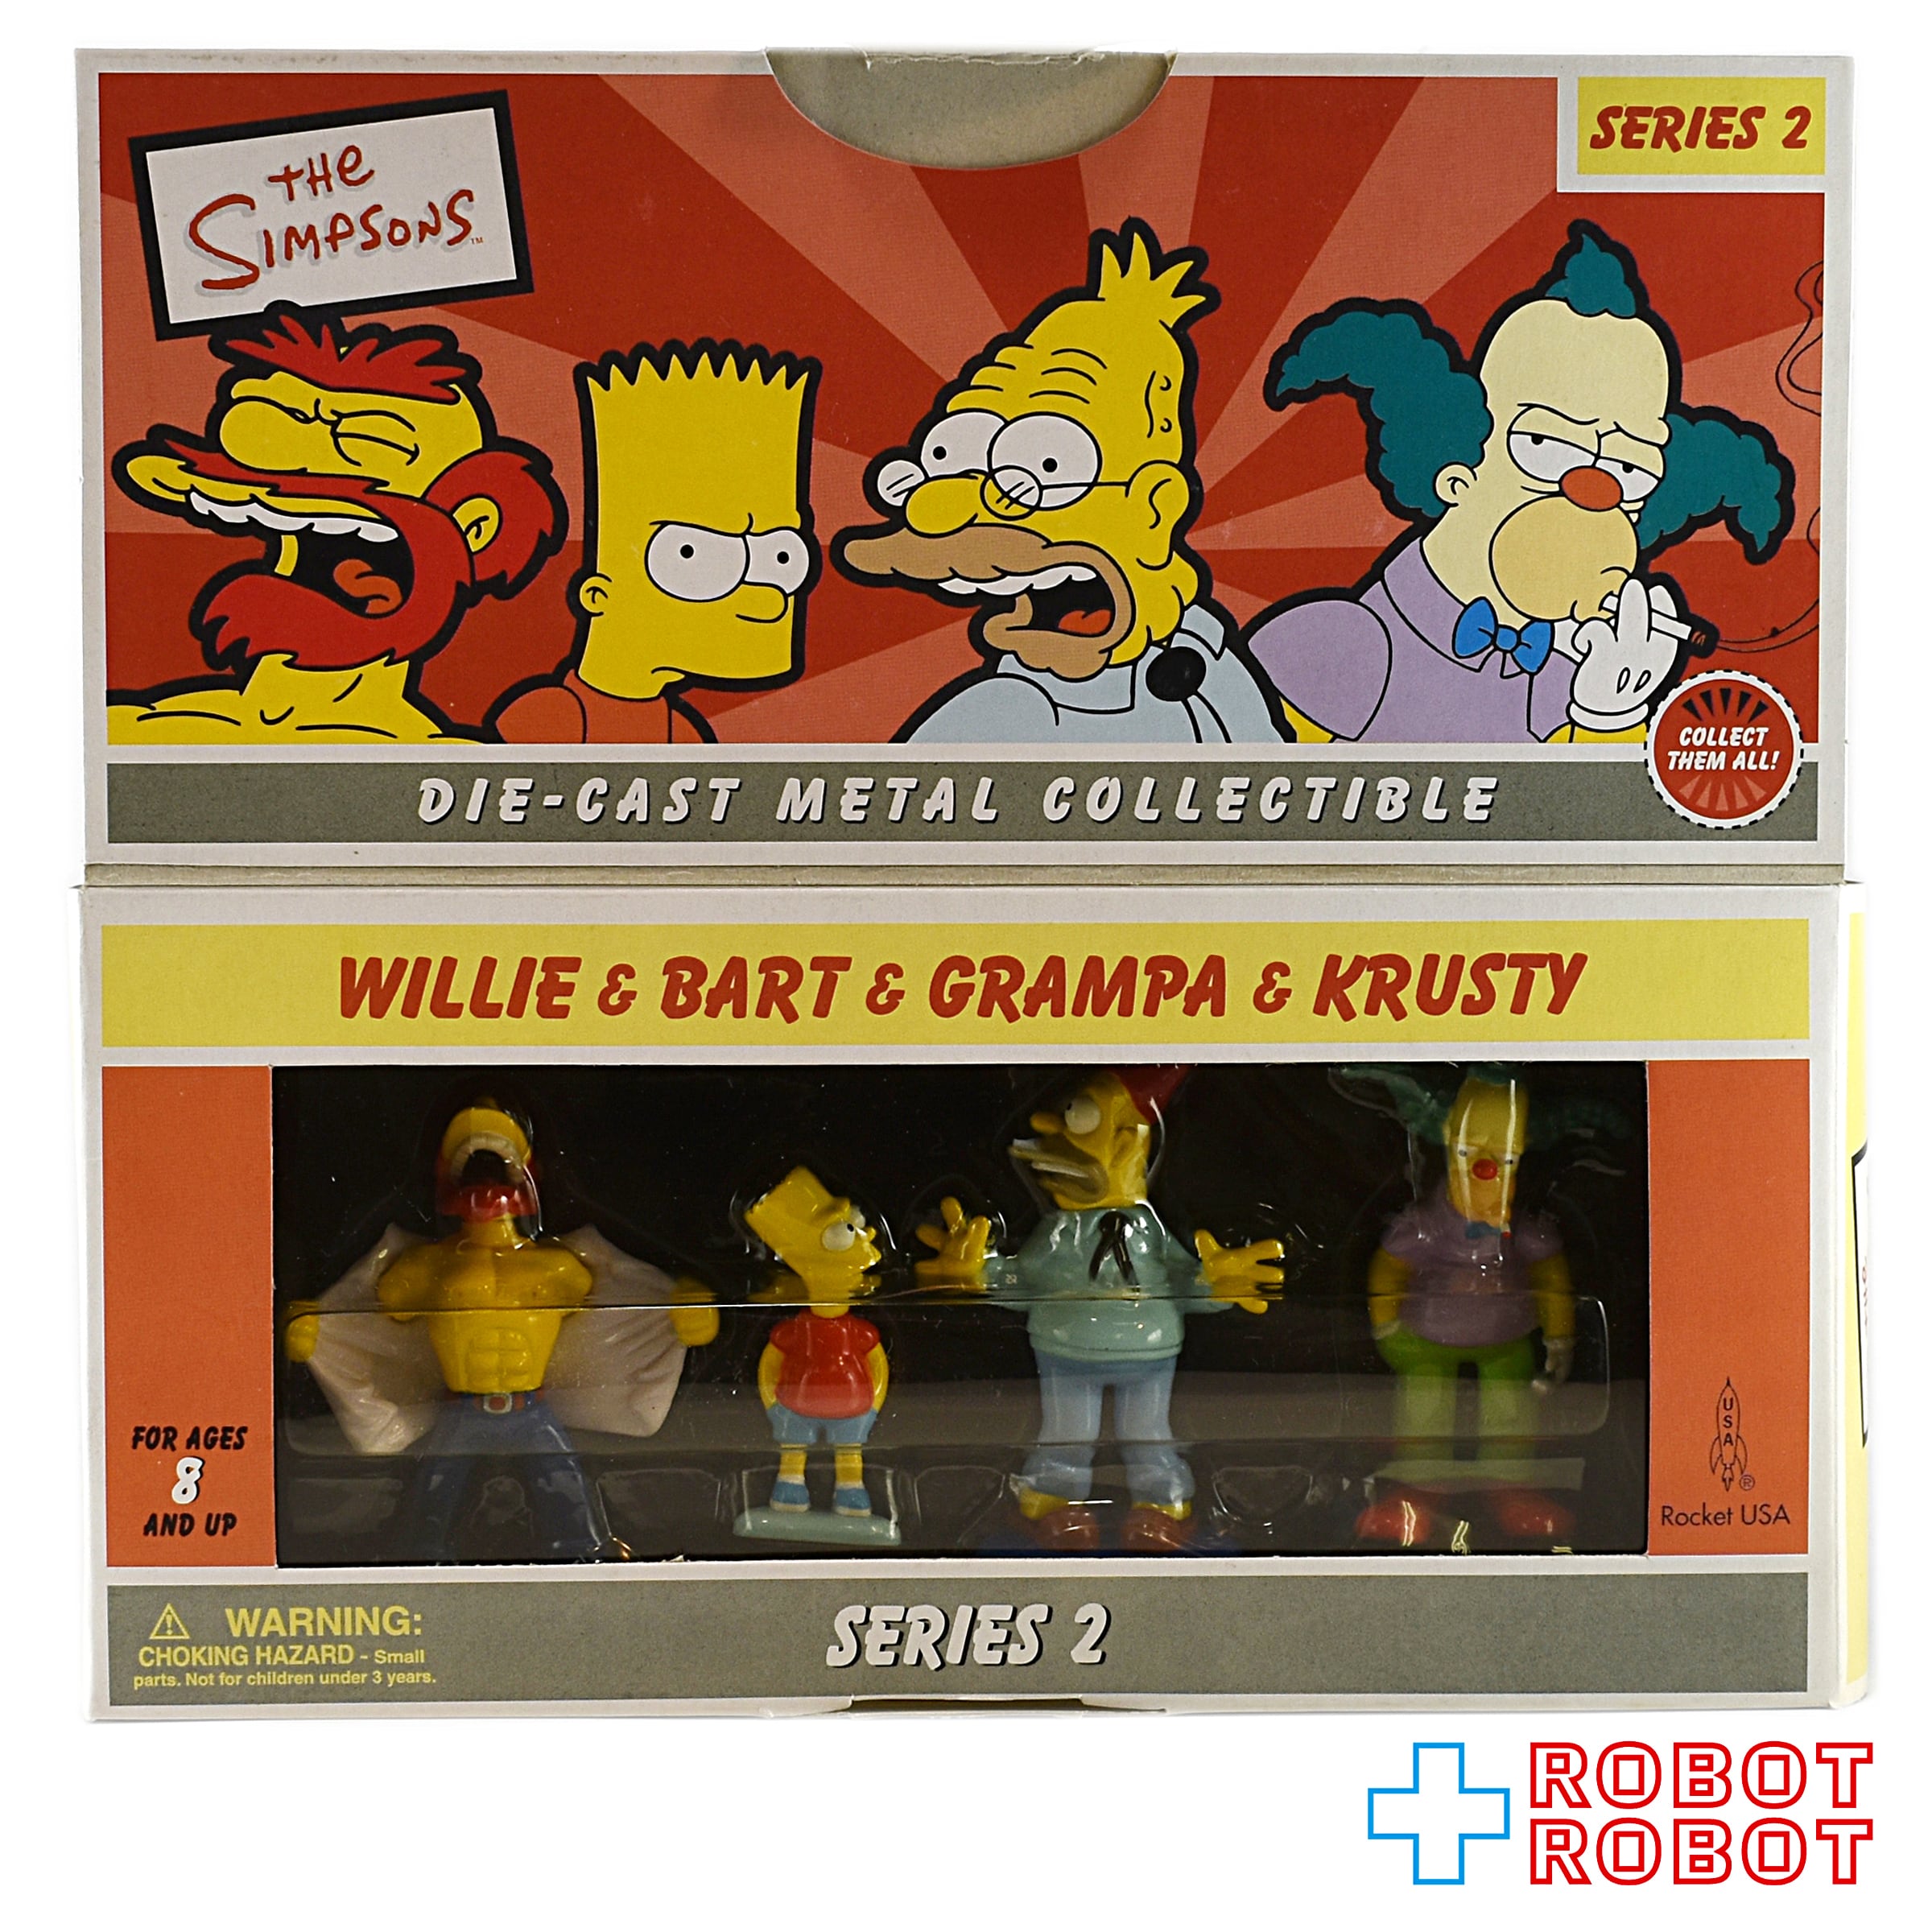 THE
SIMPSONS™
SERIES 2
COLLECT
THEM ALL!
DIE-CAST METAL COLLECTIBLE
WILLIE & BART & GRAMPA & KRUSTY
FOR AGES
8
AND UP
USA
®
Rocket USA
WARNING:
CHOKING HAZARD - Small
parts. Not for children under 3 years.
SERIES 2
ROBOT
ROBOT